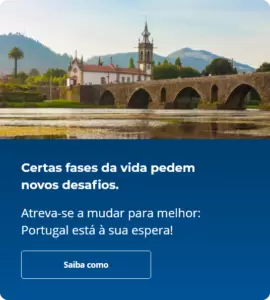 Certas fases da vida pedem
novos desafios.
Atreva-se a mudar para melhor:
Portugal está à sua espera!
Saiba como